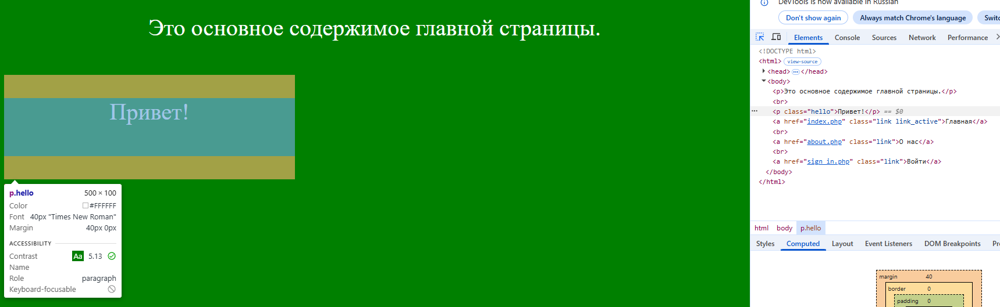 Это основное содержимое главной страницы.
Привет!
p.hello 500 × 100
Color #FFFFFF
Font 40px "Times New Roman"
Margin 40px 0px
ACCESSIBILITY
Contrast Aa 5.13
Name
Role paragraph
Keyboard-focusable
DevTools is now available in Russian
Don't show again Always match Chrome's language
Elements Console Sources Network Performance
<!DOCTYPE html>
<html> view-source
<head> ••• </head>
<body>
<p>Это основное содержимое главной страницы.</p>
<br>
••• <p class="hello">Привет!</p> == $0
<a href="index.php" class="link link_active">Главная</a>
<br>
<a href="about.php" class="link">О нас</a>
<br>
<a href="sign in.php" class="link">Войти</a>
</body>
</html>
html body p.hello
Styles Computed Layout Event Listeners DOM Breakpoints
margin 40
border 0
padding 0